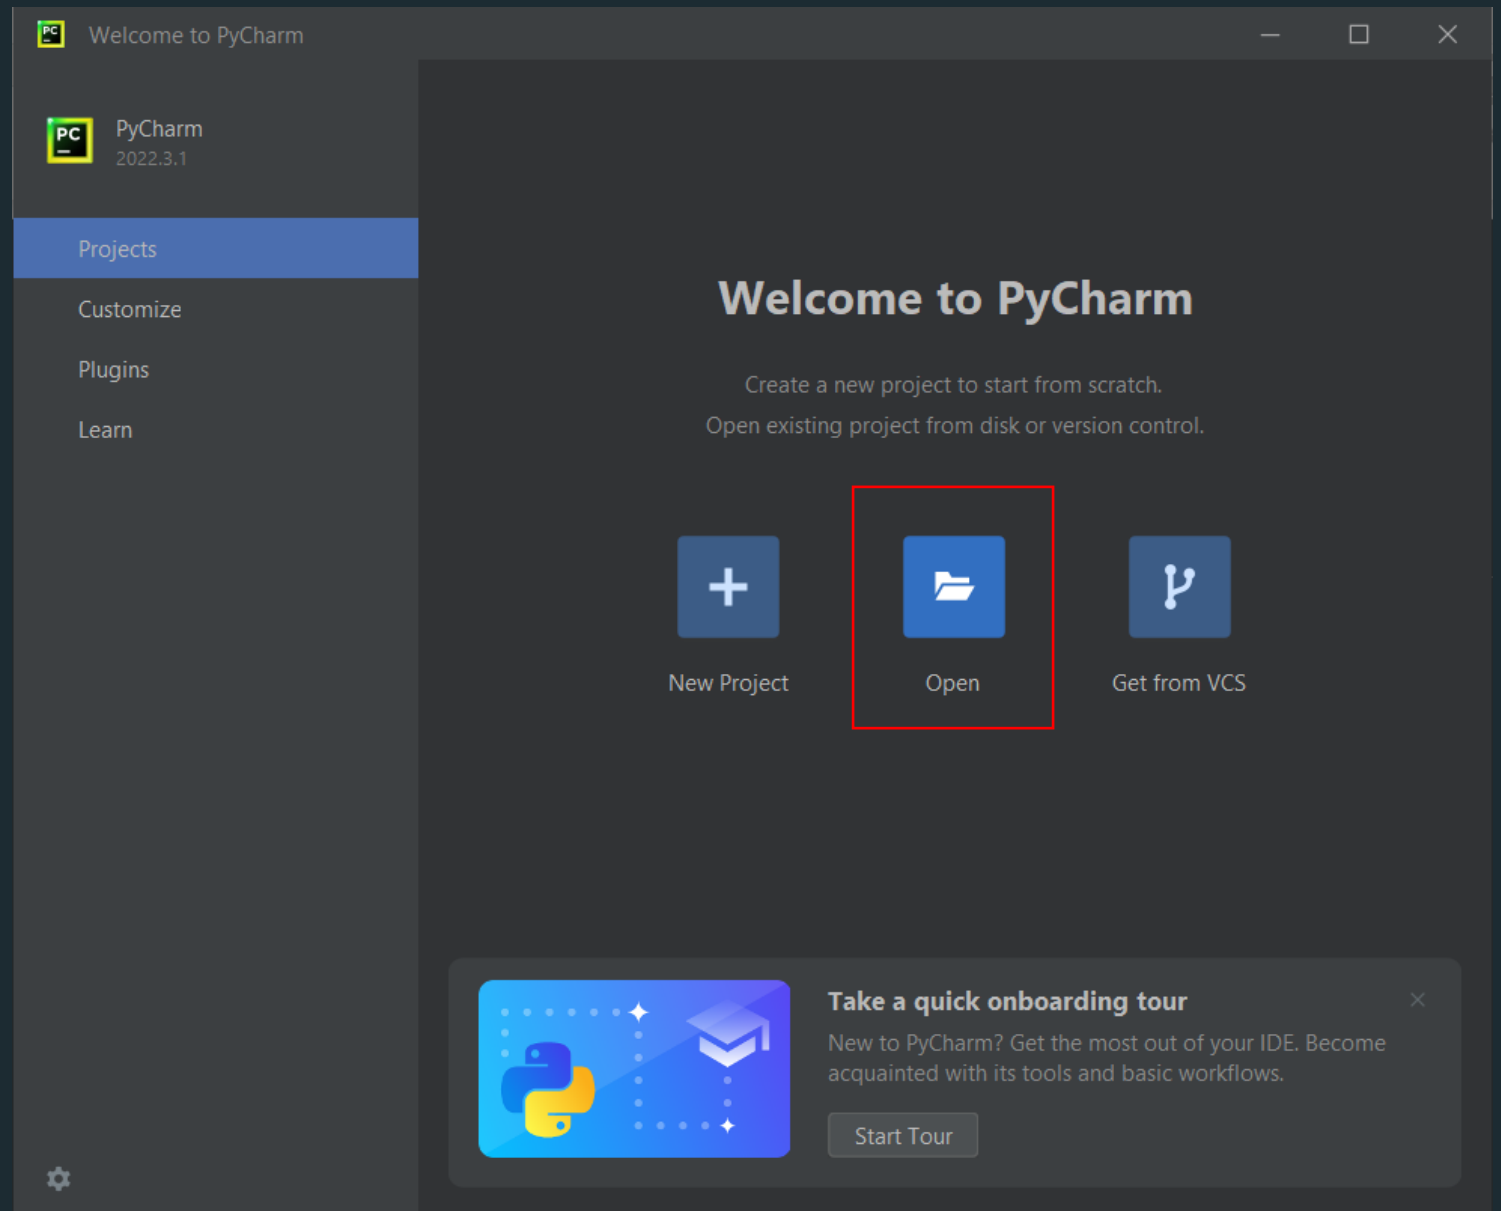 PC
Welcome to PyCharm
PC
PyCharm
2022.3.1
Projects
Customize
Plugins
Learn
Welcome to PyCharm
Create a new project to start from scratch.
Open existing project from disk or version control.
New Project
Open
Get from VCS
Take a quick onboarding tour
New to PyCharm? Get the most out of your IDE. Become
acquainted with its tools and basic workflows.
Start Tour